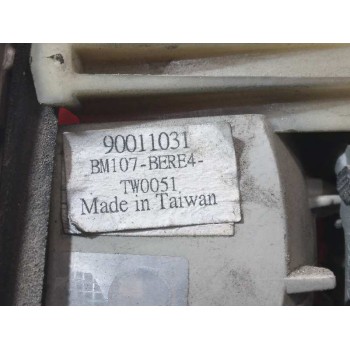 90011031
BM107-BERE4-
TW0051
Made in Taiwan